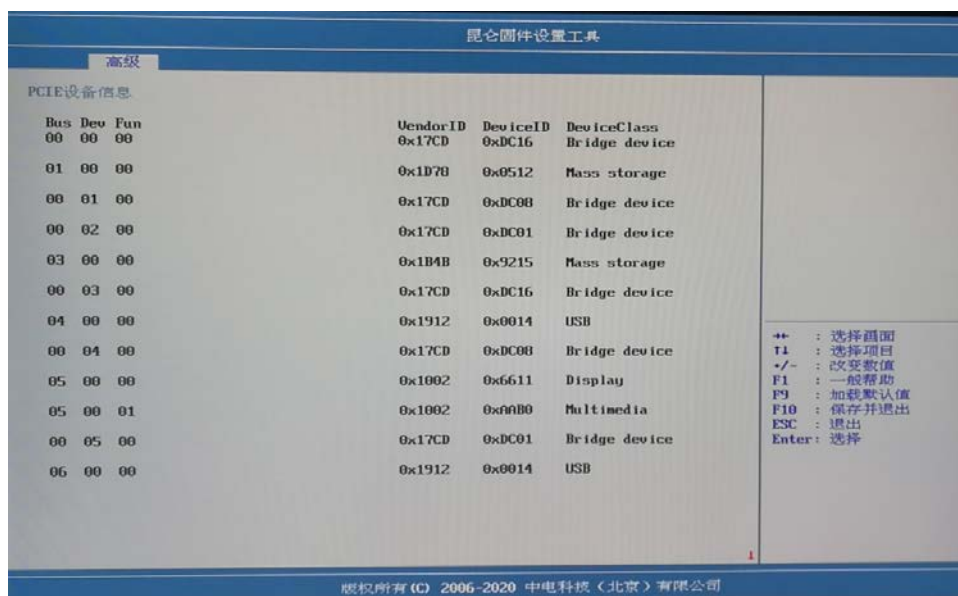 昆仑固件设置工具
高级
PCIE设备信息
Bus Dev Fun VendorID DeviceID DeviceClass
00 00 00 0x17CD 0xDC16 Bridge device
01 00 00 0x1D78 0x0512 Mass storage
00 01 00 0x17CD 0xDC08 Bridge device
00 02 00 0x17CD 0xDC01 Bridge device
03 00 00 0x1B4B 0x9215 Mass storage
00 03 00 0x17CD 0xDC16 Bridge device
04 00 00 0x1912 0x0014 USB
00 04 00 0x17CD 0xDC08 Bridge device
05 00 00 0x1002 0x6611 Display
05 00 01 0x1002 0xAAB0 Multimedia
00 05 00 0x17CD 0xDC01 Bridge device
06 00 00 0x1912 0x0014 USB
→← : 选择画面
↑↓ : 选择项目
+/- : 改变数值
F1 : 一般帮助
F9 : 加载默认值
F10 : 保存并退出
ESC : 退出
Enter: 选择
↓
版权所有(C) 2006-2020 中电科技（北京）有限公司